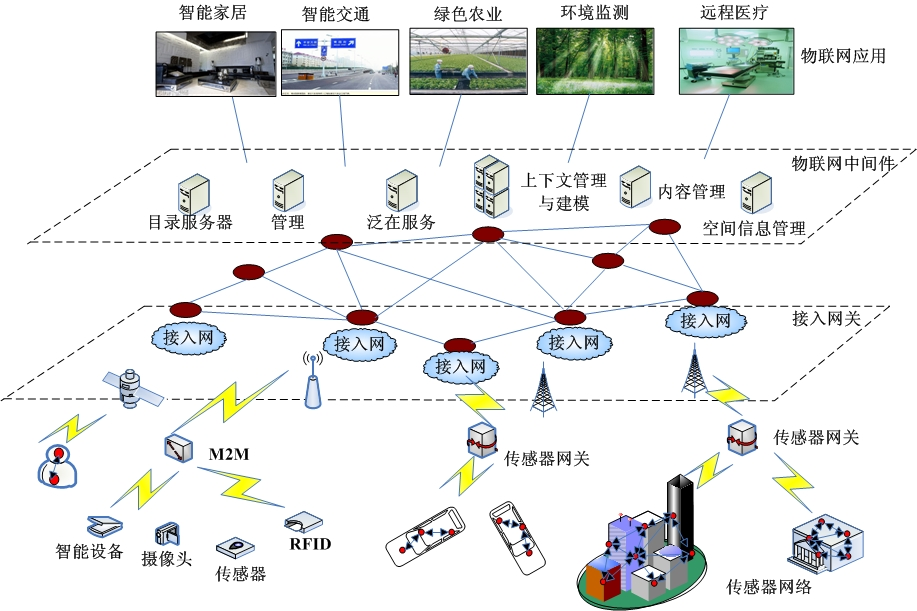 智能家居
智能交通
绿色农业
环境监测
远程医疗
物联网应用
物联网中间件
目录服务器
管理
泛在服务
上下文管理
与建模
内容管理
空间信息管理
接入网关
接入网
接入网
接入网
接入网
接入网
M2M
传感器网关
传感器网关
智能设备
摄像头
传感器
RFID
传感器网络